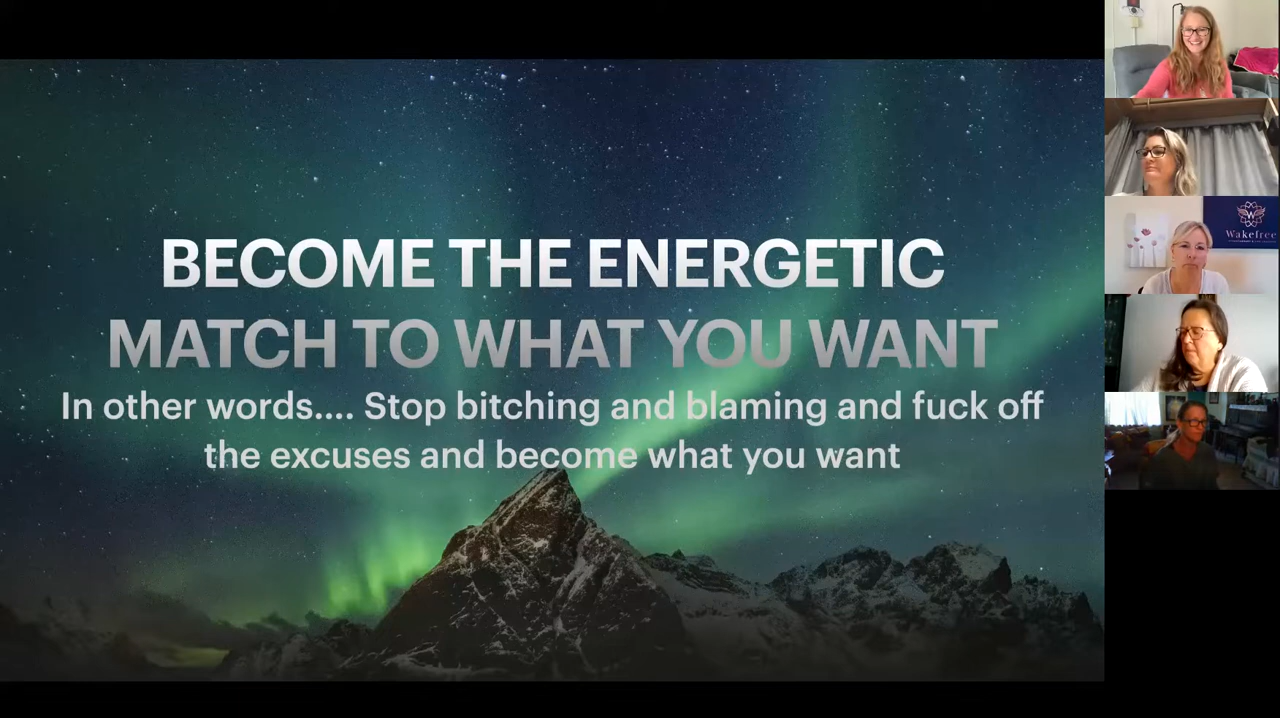 BECOME THE ENERGETIC
MATCH TO WHAT YOU WANT
In other words.... Stop bitching and blaming and fuck off
the excuses and become what you want
Wakefree